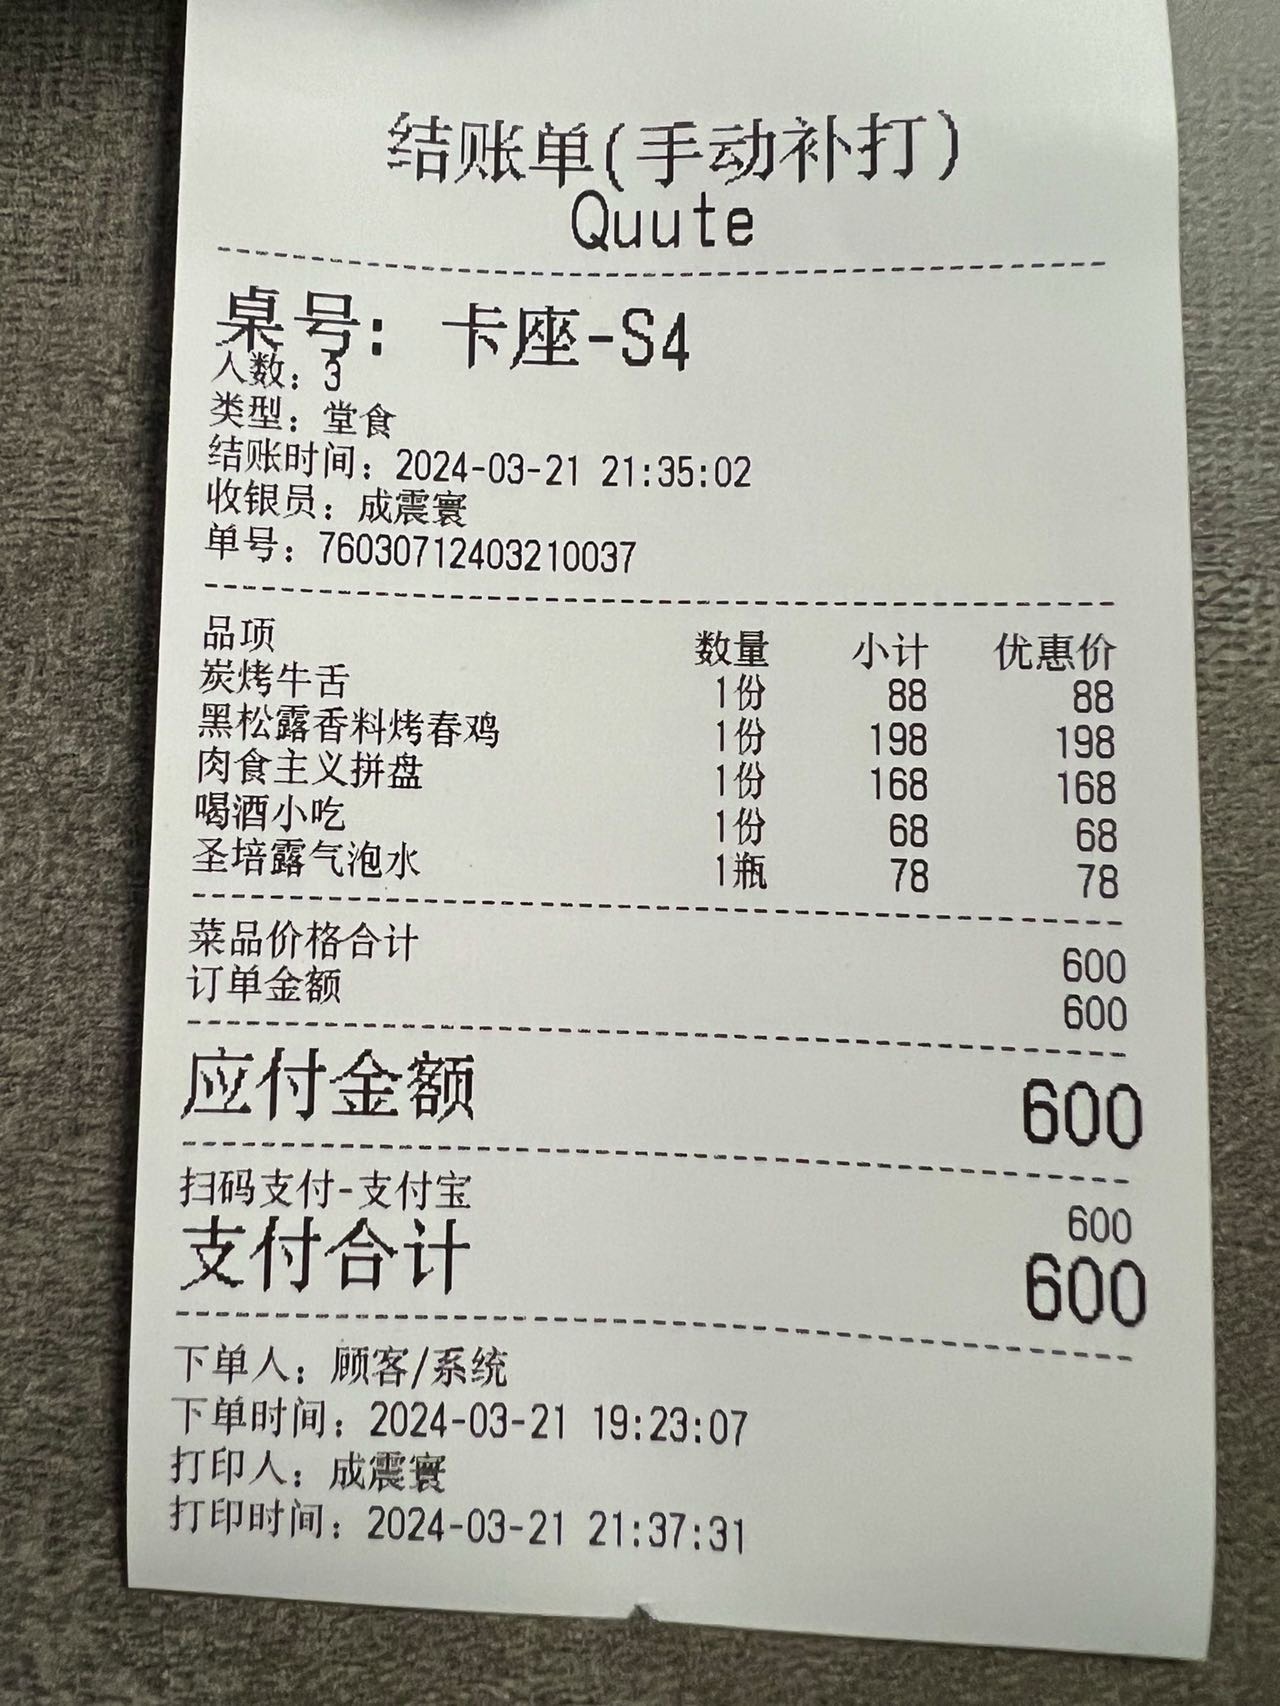 结账单(手动补打)
Quute
桌号: 卡座-S4
人数: 3
类型: 堂食
结账时间: 2024-03-21 21:35:02
收银员: 成震寰
单号: 76030712403210037
品项 数量 小计 优惠价
炭烤牛舌 1份 88 88
黑松露香料烤春鸡 1份 198 198
肉食主义拼盘 1份 168 168
喝酒小吃 1份 68 68
圣培露气泡水 1瓶 78 78
菜品价格合计 600
订单金额 600
应付金额 600
扫码支付-支付宝 600
支付合计 600
下单人: 顾客/系统
下单时间: 2024-03-21 19:23:07
打印人: 成震寰
打印时间: 2024-03-21 21:37:31